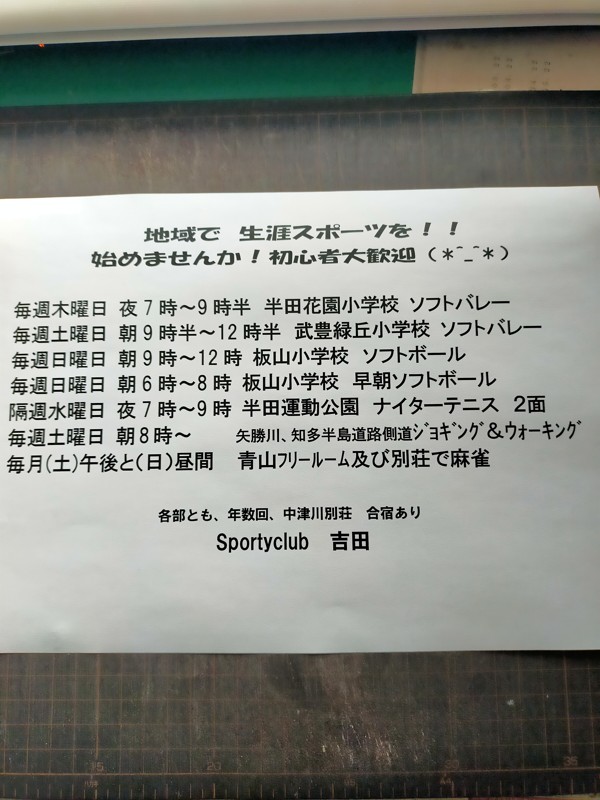 地域で 生涯スポーツを！！
始めませんか！初心者大歓迎（＊^_^＊）
毎週木曜日 夜７時～９時半 半田花園小学校 ソフトバレー
毎週土曜日 朝９時半～12時半 武豊緑丘小学校 ソフトバレー
毎週日曜日 朝９時～12時 板山小学校 ソフトボール
毎週日曜日 朝６時～８時 板山小学校 早朝ソフトボール
隔週水曜日 夜７時～９時 半田運動公園 ナイターテニス ２面
毎週土曜日 朝８時～ 矢勝川、知多半島道路側道ｼﾞｮｷﾞﾝｸﾞ＆ｳｫｰｷﾝｸﾞ
毎月(土)午後と（日）昼間 青山ﾌﾘｰﾙｰﾑ及び別荘で麻雀
各部とも、年数回、中津川別荘 合宿あり
Sportyclub 吉田